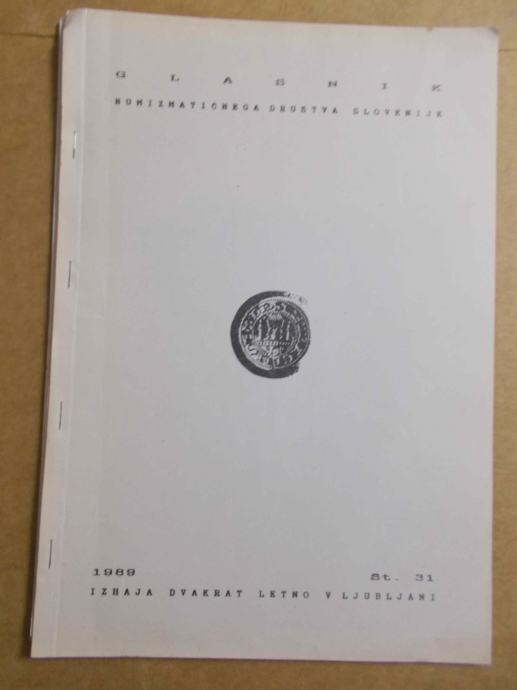 G L A S N I K
NUMIZMATIČNEGA DRUŠTVA SLOVENIJE
1989 Št. 31
IZHAJA DVAKRAT LETNO V LJUBLJANI